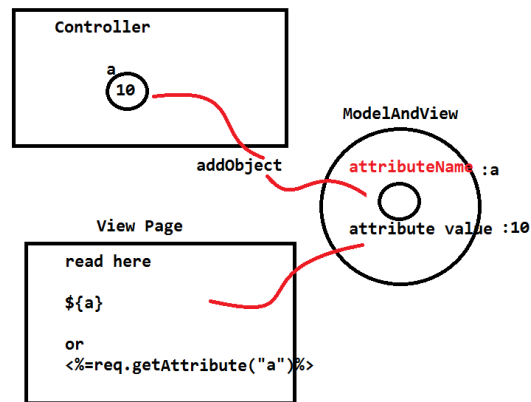 Controller
a
10
ModelAndView
addObject
attributeName :a
attribute value :10
View Page
read here
${a}
or
<%=req.getAttribute("a")%>